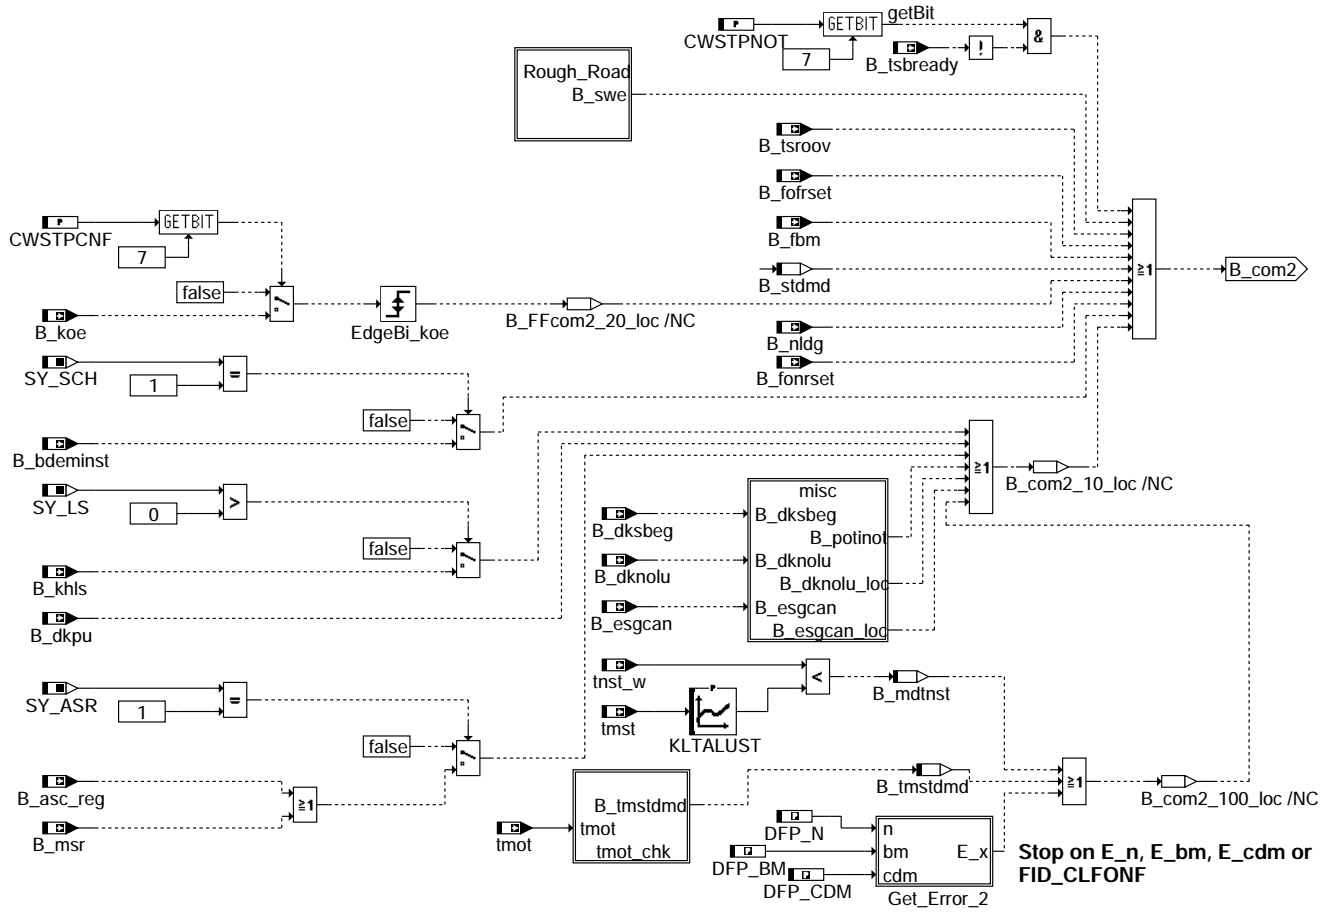 P
GETBIT
getBit
CWSTPNOT
7
B_tsbready
!
&
Rough_Road
B_swe
B_tsroov
B_fofrset
B_fbm
B_stdmd
B_nldg
B_fonrset
≥1
B_com2
P
GETBIT
CWSTPCNF
7
false
B_koe
EdgeBi_koe
B_FFcom2_20_loc /NC
SY_SCH
1
=
false
B_bdeminst
SY_LS
0
>
false
B_khls
B_dkpu
SY_ASR
1
=
false
B_asc_reg
B_msr
≥1
B_dksbeg
B_dknolu
B_esgcan
misc
B_dksbeg
B_potinot
B_dknolu
B_dknolu_loc
B_esgcan
B_esgcan_loc
≥1
B_com2_10_loc /NC
tnst_w
tmst
P
KLTALUST
<
B_mdtnst
tmot
B_tmstdmd
tmot
tmot_chk
B_tmstdmd
≥1
B_com2_100_loc /NC
P
DFP_N
P
DFP_BM
P
DFP_CDM
n
bm
E_x
cdm
Get_Error_2
Stop on E_n, E_bm, E_cdm or
FID_CLFONF